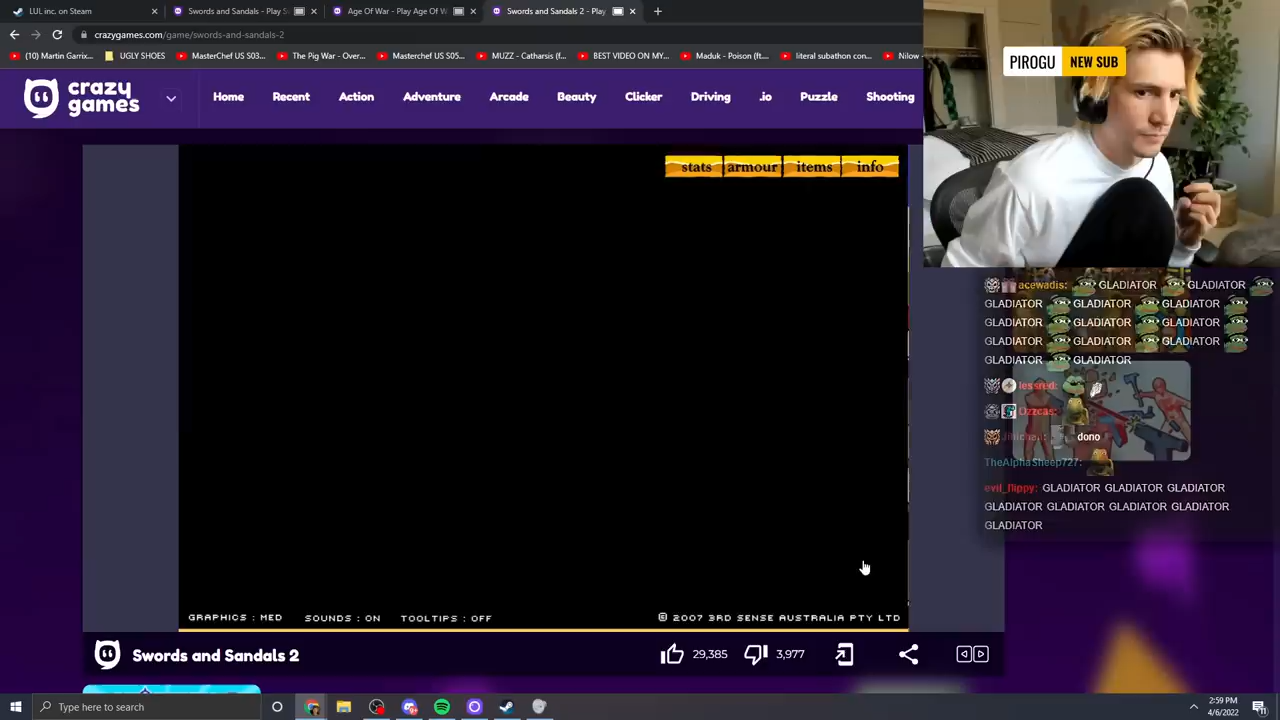 LUL inc. on Steam
Swords and Sandals - Play S
Age Of War - Play Age Of W
Swords and Sandals 2 - Play
crazygames.com/game/swords-and-sandals-2
(10) Martin Garrix...
UGLY SHOES
MasterChef US S03...
The Pig War -...
Masterchef US S05...
MUZZ - Catharsis (f...
BEST VIDEO ON MY...
Maduk - Poison (ft...
literal subathon con...
Nilow -
crazy games
Home
Recent
Action
Adventure
Arcade
Beauty
Clicker
Driving
.io
Puzzle
Shooting
PIROGU NEW SUB
stats armour items info
acewadis: GLADIATOR GLADIATOR
GLADIATOR GLADIATOR GLADIATOR
GLADIATOR GLADIATOR GLADIATOR
GLADIATOR GLADIATOR GLADIATOR
GLADIATOR GLADIATOR
Ozzcas:
dono
TheAlphaSheep727:
evil_flippy: GLADIATOR GLADIATOR GLADIATOR
GLADIATOR GLADIATOR GLADIATOR GLADIATOR
GLADIATOR
GRAPHICS : MED SOUNDS : ON TOOLTIPS : OFF © 2007 3RD SENSE AUSTRALIA PTY LTD
Swords and Sandals 2
29,385
3,977
Type here to search
2:59 PM
4/6/2022